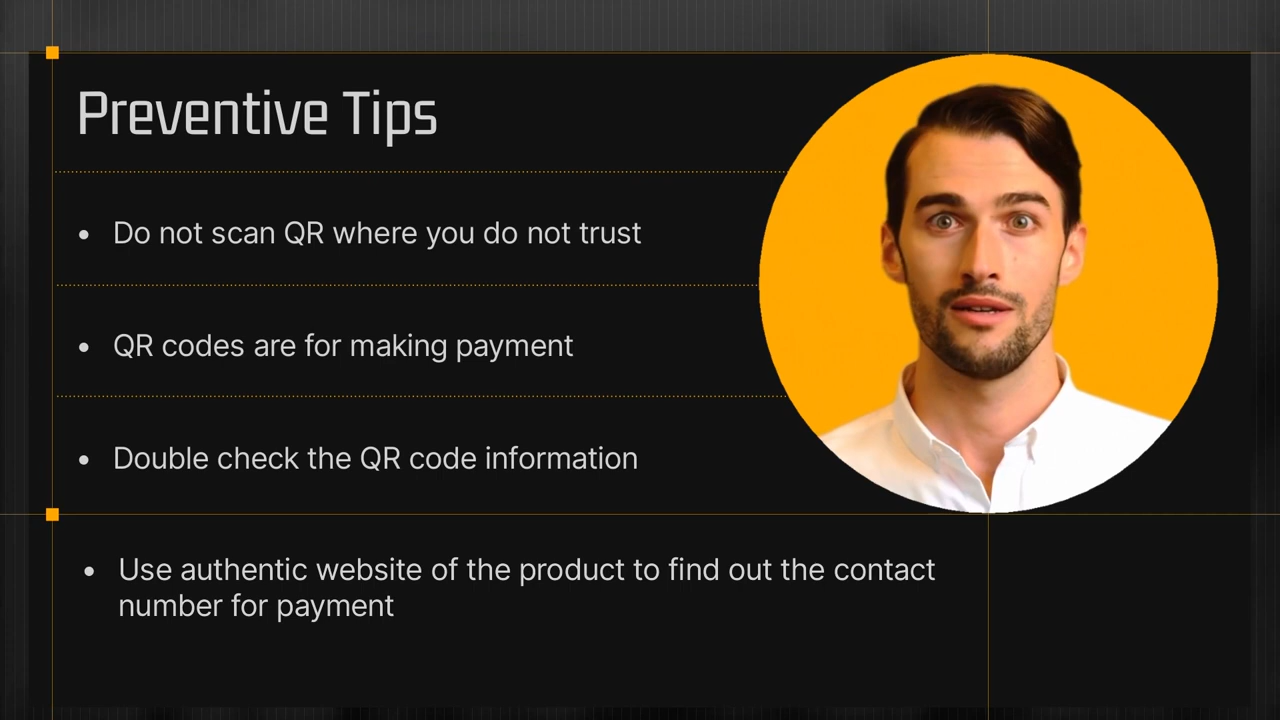 Preventive Tips
• Do not scan QR where you do not trust
• QR codes are for making payment
• Double check the QR code information
• Use authentic website of the product to find out the contact
number for payment